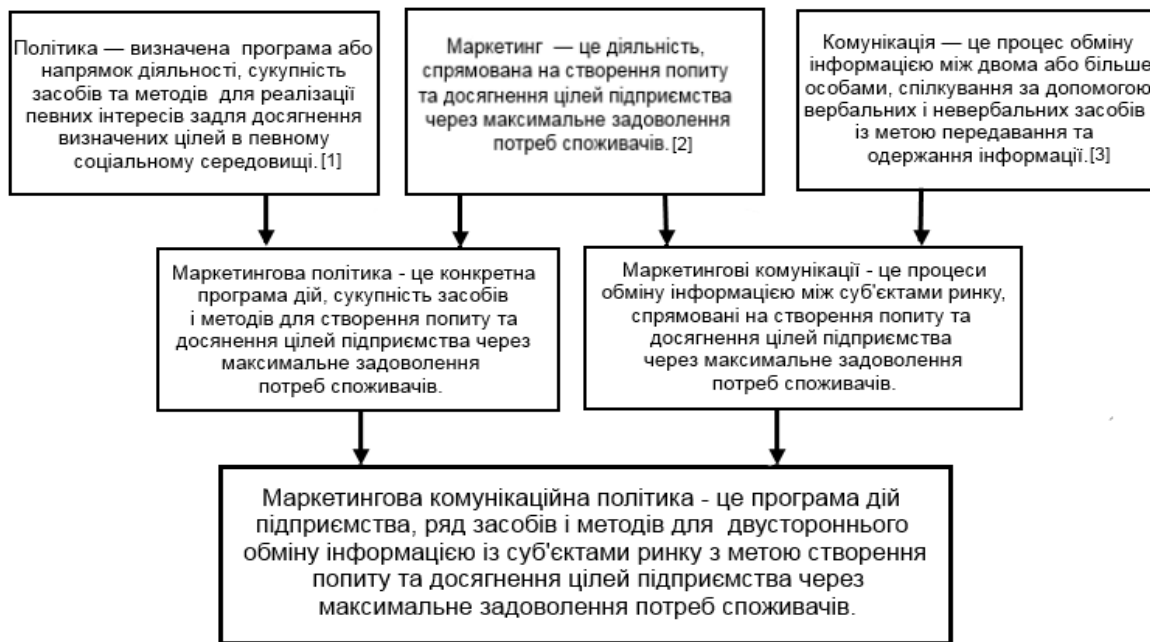 Політика — визначена програма або
напрямок діяльності, сукупність
засобів та методів для реалізації
певних інтересів задля досягнення
визначених цілей в певному
соціальному середовищі.[1]
Маркетинг — це діяльність,
спрямована на створення попиту
та досягнення цілей підприємства
через максимальне задоволення
потреб споживачів.[2]
Комунікація — це процес обміну
інформацією між двома або більше
особами, спілкування за допомогою
вербальних і невербальних засобів
із метою передавання та
одержання інформації.[3]
Маркетингова політика - це конкретна
програма дій, сукупність засобів
і методів для створення попиту та
досянення цілей підприємства через
максимальне задоволення
потреб споживачів.
Маркетингові комунікації - це процеси
обміну інформацією між суб'єктами ринку,
спрямовані на створення попиту та
досягнення цілей підприємства
через максимальне задоволення
потреб споживачів.
Маркетингова комунікаційна політика - це програма дій
підприємства, ряд засобів і методів для двустороннього
обміну інформацією із суб'єктами ринку з метою створення
попиту та досягнення цілей підприємства через
максимальне задоволення потреб споживачів.